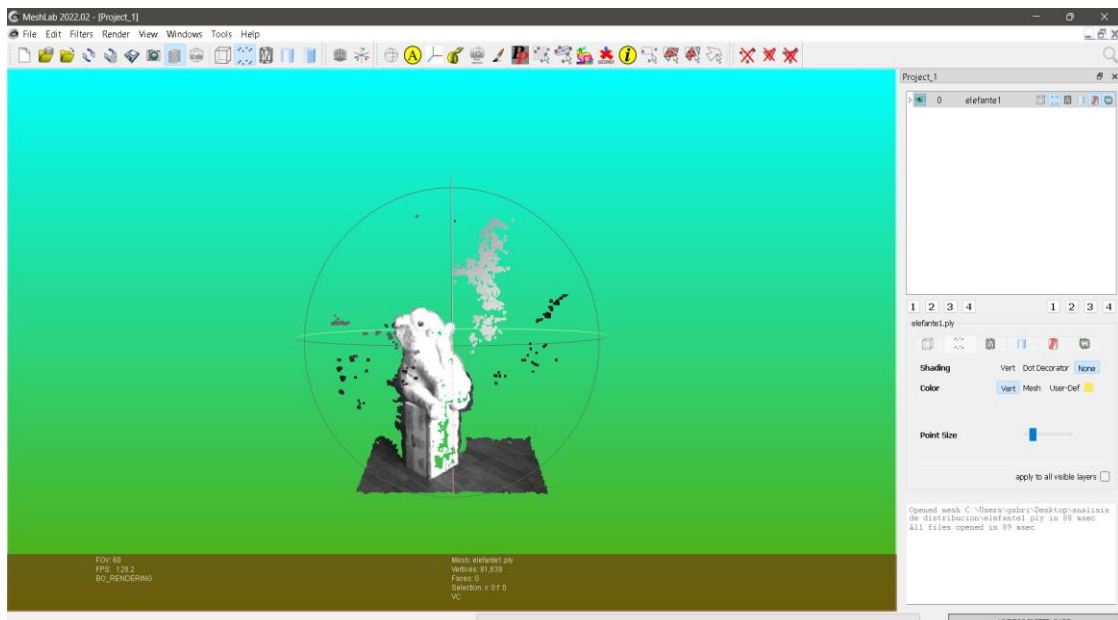 MeshLab 2022.02 - [Project_1]
File Edit Filters Render View Windows Tools Help
Project_1
0 elefante1
1 2 3 4 1 2 3 4
elefante1.ply
Shading Vert Dot Decorator None
Color Vert Mesh User-Def
Point Size
apply to all visible layers
Opened mesh C:\Users\gabri\Desktop\analisis
de distribucion\elefante1 ply in 88 msec
All files opened in 89 msec
FOV: 60
FPS: 128.2
BO_RENDERING
Mesh: elefante1.ply
Vertices: 81,639
Faces: 0
Selection: v: 0 f: 0
VC